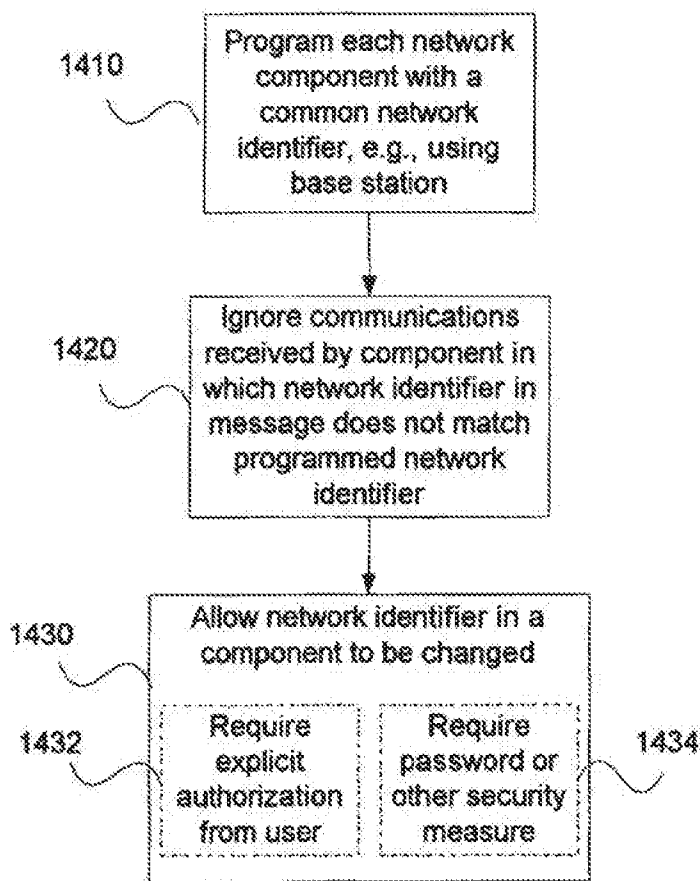 1410
Program each network
component with a
common network
identifier, e.g., using
base station
1420
Ignore communications
received by component in
which network identifier in
message does not match
programmed network
identifier
1430
Allow network identifier in a
component to be changed
1432
Require
explicit
authorization
from user
Require
password or
other security
measure
1434